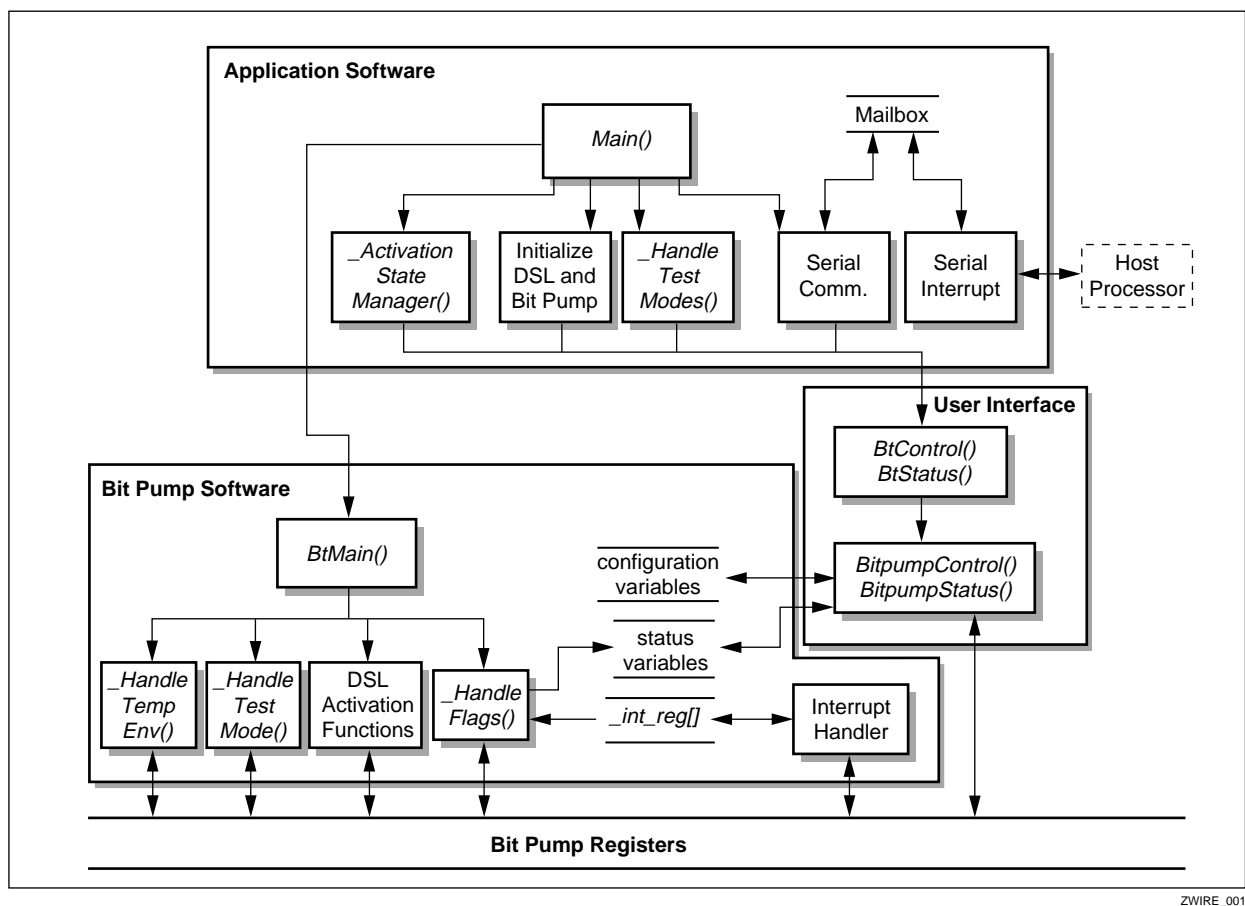 Application Software
Main()
Mailbox
_Activation
State
Manager()
Initialize
DSL and
Bit Pump
_Handle
Test
Modes()
Serial
Comm.
Serial
Interrupt
Host
Processor
User Interface
BtControl()
BtStatus()
BitpumpControl()
BitpumpStatus()
Bit Pump Software
BtMain()
configuration
variables
status
variables
_int_reg[]
_Handle
Temp
Env()
_Handle
Test
Mode()
DSL
Activation
Functions
_Handle
Flags()
Interrupt
Handler
Bit Pump Registers
ZWIRE_001